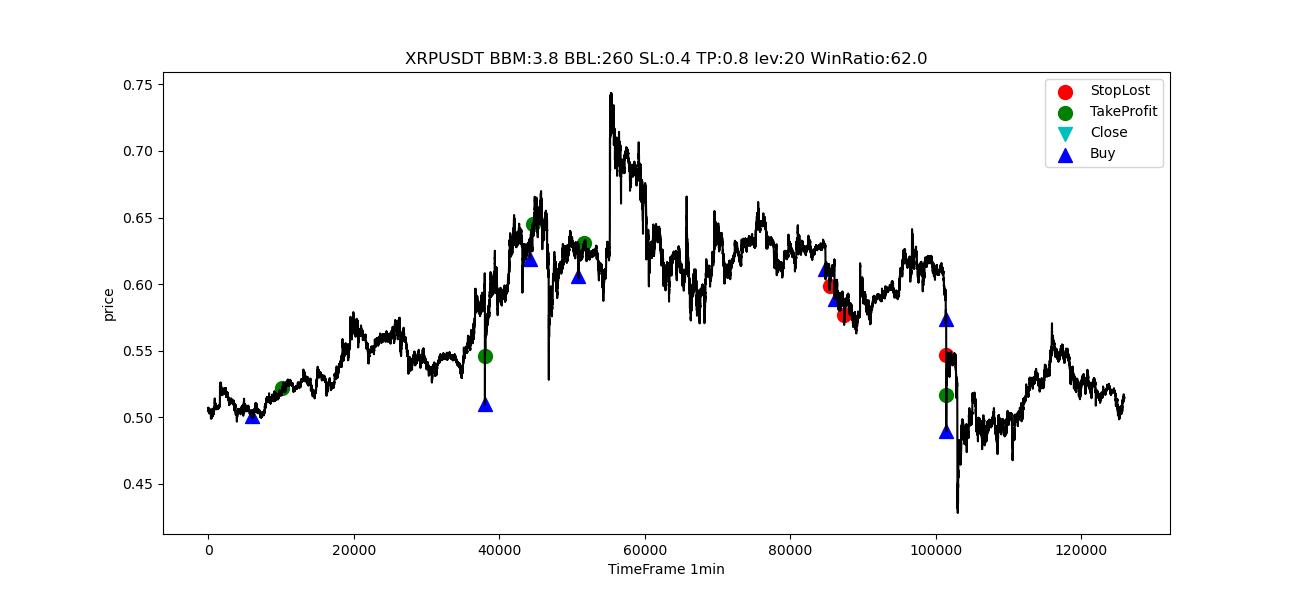 XRPUSDT BBM:3.8 BBL:260 SL:0.4 TP:0.8 lev:20 WinRatio:62.0
StopLost
TakeProfit
Close
Buy
price
0.75
0.70
0.65
0.60
0.55
0.50
0.45
0
20000
40000
60000
80000
100000
120000
TimeFrame 1min